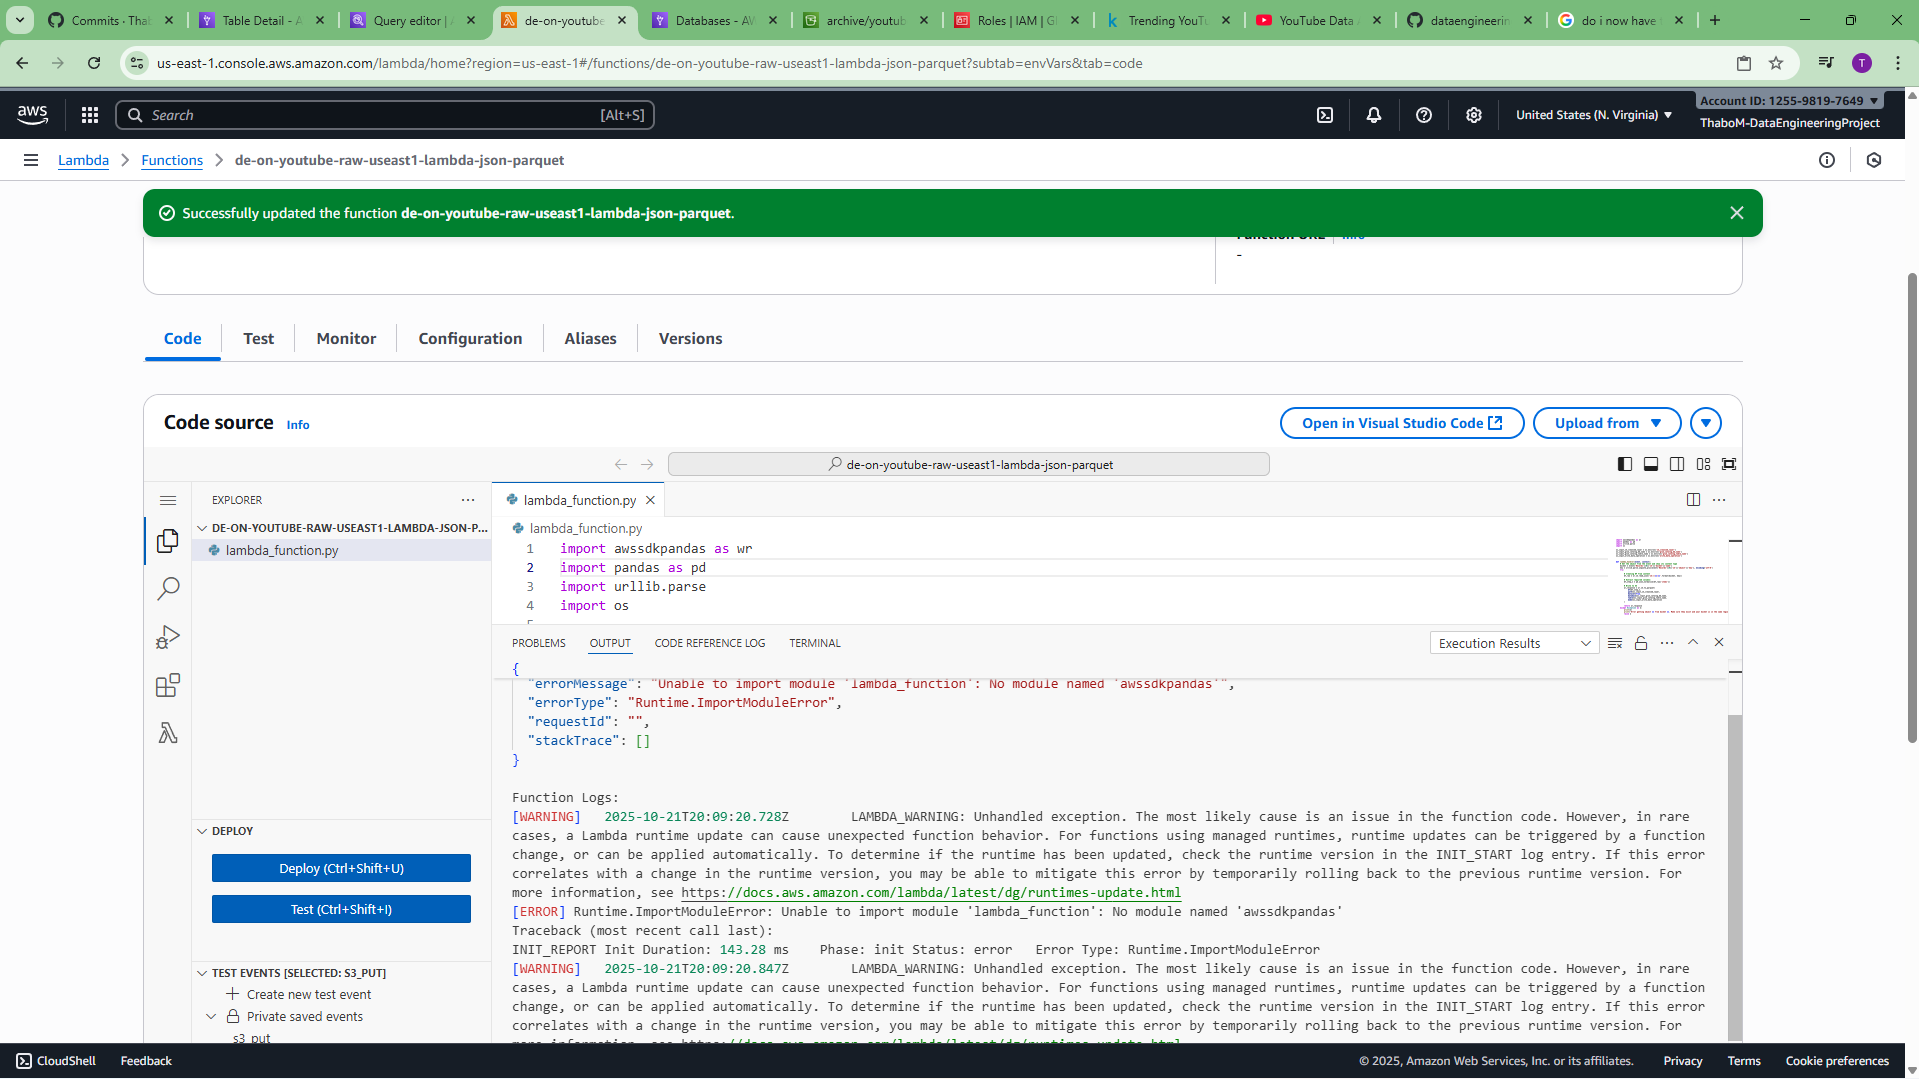 Commits · Tha
Table Detail - A
Query editor |
de-on-youtube
Databases - AW
archive/youtub
Roles | IAM | Gl
Trending YouTu
YouTube Data A
dataengineerin
do i now have
us-east-1.console.aws.amazon.com/lambda/home?region=us-east-1#/functions/de-on-youtube-raw-useast1-lambda-json-parquet?subtab=envVars&tab=code
T
aws
Search
[Alt+S]
United States (N. Virginia)
Account ID: 1255-9819-7649
ThaboM-DataEngineeringProject
Lambda
Functions
de-on-youtube-raw-useast1-lambda-json-parquet
Successfully updated the function de-on-youtube-raw-useast1-lambda-json-parquet.
Function URL
Info
-
Code
Test
Monitor
Configuration
Aliases
Versions
Code source
Info
Open in Visual Studio Code
Upload from
de-on-youtube-raw-useast1-lambda-json-parquet
EXPLORER
DE-ON-YOUTUBE-RAW-USEAST1-LAMBDA-JSON-P...
lambda_function.py
lambda_function.py
lambda_function.py
1 import awssdkpandas as wr
2 import pandas as pd
3 import urllib.parse
4 import os
5
PROBLEMS
OUTPUT
CODE REFERENCE LOG
TERMINAL
Execution Results
{
"errorMessage": "Unable to import module 'lambda_function': No module named 'awssdkpandas'",
"errorType": "Runtime.ImportModuleError",
"requestId": "",
"stackTrace": []
}
Function Logs:
[WARNING] 2025-10-21T20:09:20.728Z LAMBDA_WARNING: Unhandled exception. The most likely cause is an issue in the function code. However, in rare
cases, a Lambda runtime update can cause unexpected function behavior. For functions using managed runtimes, runtime updates can be triggered by a function
change, or can be applied automatically. To determine if the runtime has been updated, check the runtime version in the INIT_START log entry. If this error
correlates with a change in the runtime version, you may be able to mitigate this error by temporarily rolling back to the previous runtime version. For
more information, see https://docs.aws.amazon.com/lambda/latest/dg/runtimes-update.html
[ERROR] Runtime.ImportModuleError: Unable to import module 'lambda_function': No module named 'awssdkpandas'
Traceback (most recent call last):
INIT_REPORT Init Duration: 143.28 ms Phase: init Status: error Error Type: Runtime.ImportModuleError
[WARNING] 2025-10-21T20:09:20.847Z LAMBDA_WARNING: Unhandled exception. The most likely cause is an issue in the function code. However, in rare
cases, a Lambda runtime update can cause unexpected function behavior. For functions using managed runtimes, runtime updates can be triggered by a function
change, or can be applied automatically. To determine if the runtime has been updated, check the runtime version in the INIT_START log entry. If this error
correlates with a change in the runtime version, you may be able to mitigate this error by temporarily rolling back to the previous runtime version. For
more information, see https://docs.aws.amazon.com/lambda/latest/dg/runtimes-update.html
DEPLOY
Deploy (Ctrl+Shift+U)
Test (Ctrl+Shift+I)
TEST EVENTS [SELECTED: S3_PUT]
Create new test event
Private saved events
s3_put
CloudShell
Feedback
© 2025, Amazon Web Services, Inc. or its affiliates.
Privacy
Terms
Cookie preferences